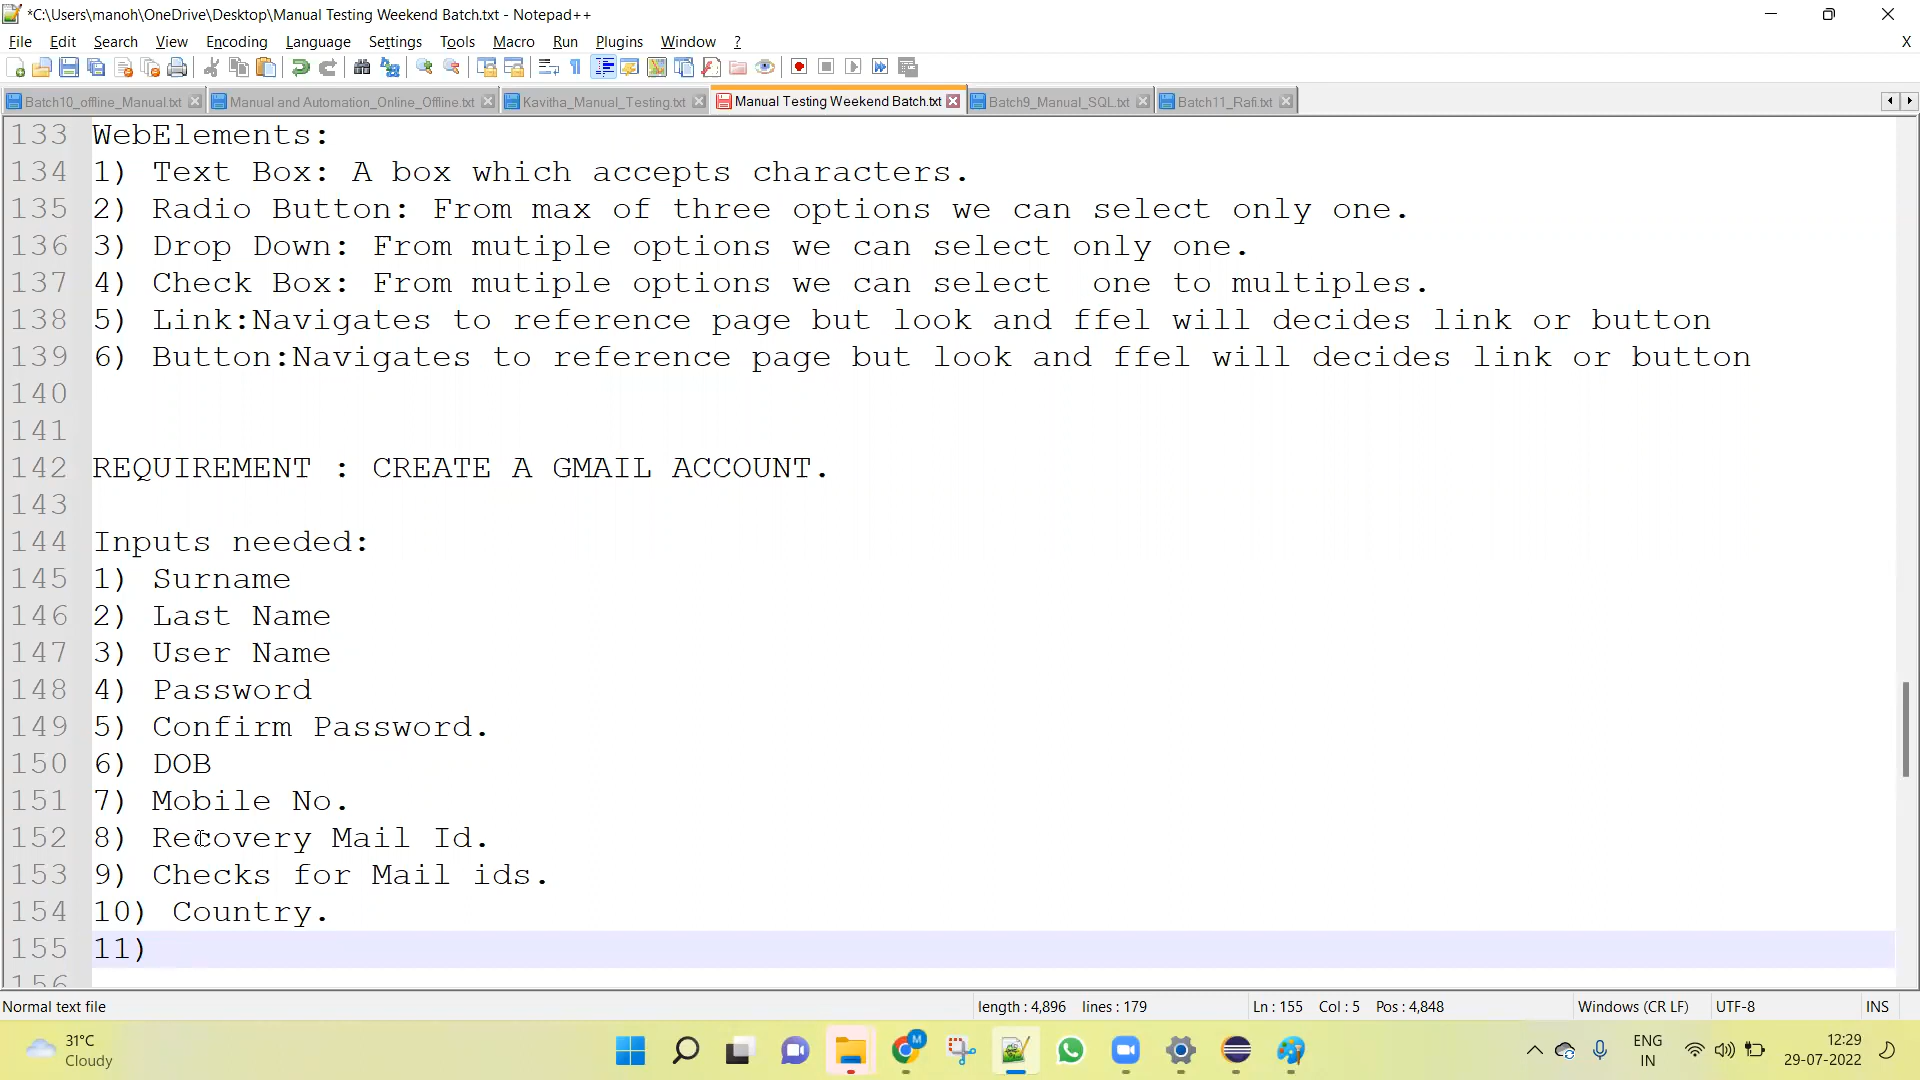 *C:\Users\manoh\OneDrive\Desktop\Manual Testing Weekend Batch.txt - Notepad++
File Edit Search View Encoding Language Settings Tools Macro Run Plugins Window ? X
Batch10_offline_Manual.txt Manual and Automation_Online_Offline.txt Kavitha_Manual_Testing.txt Manual Testing Weekend Batch.txt Batch9_Manual_SQL.txt Batch11_Rafi.txt
133 WebElements:
134 1) Text Box: A box which accepts characters.
135 2) Radio Button: From max of three options we can select only one.
136 3) Drop Down: From mutiple options we can select only one.
137 4) Check Box: From mutiple options we can select  one to multiples.
138 5) Link:Navigates to reference page but look and ffel will decides link or button
139 6) Button:Navigates to reference page but look and ffel will decides link or button
140
141
142 REQUIREMENT : CREATE A GMAIL ACCOUNT.
143
144 Inputs needed:
145 1) Surname
146 2) Last Name
147 3) User Name
148 4) Password
149 5) Confirm Password.
150 6) DOB
151 7) Mobile No.
152 8) Recovery Mail Id.
153 9) Checks for Mail ids.
154 10) Country.
155 11)
156
Normal text file length : 4,896 lines : 179 Ln : 155 Col : 5 Pos : 4,848 Windows (CR LF) UTF-8 INS
31°C
Cloudy
ENG
IN
12:29
29-07-2022